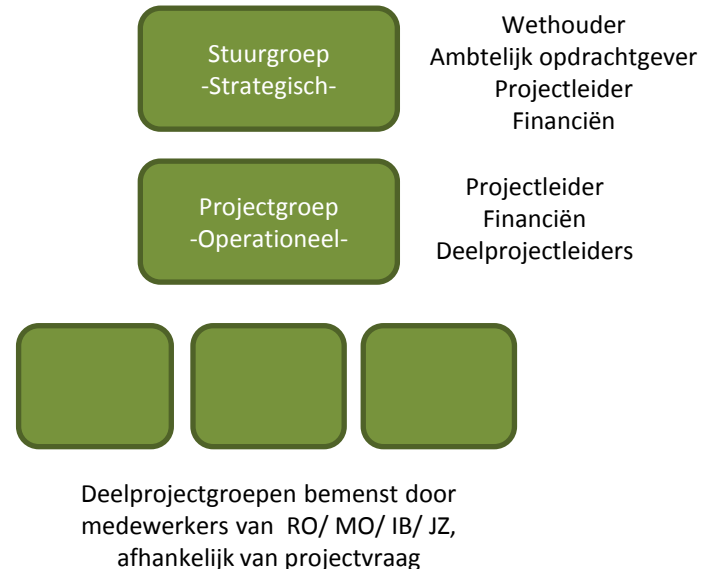 Stuurgroep
-Strategisch-
Wethouder
Ambtelijk opdrachtgever
Projectleider
Financiën
Projectgroep
-Operationeel-
Projectleider
Financiën
Deelprojectleiders
Deelprojectgroepen bemenst door
medewerkers van RO/ MO/ IB/ JZ,
afhankelijk van projectvraag